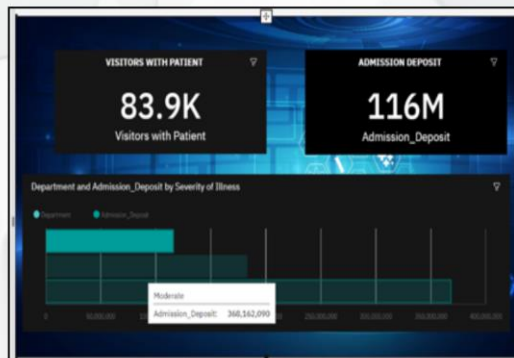 VISITORS WITH PATIENT
83.9K
Visitors with Patient
ADMISSION DEPOSIT
116M
Admission_Deposit
Department and Admission_Deposit by Severity of Illness
Department Admission_Deposit
Moderate
Admission_Deposit: 368,162,090
0 50,000,000 250,000,000 300,000,000 350,000,000 400,000,000